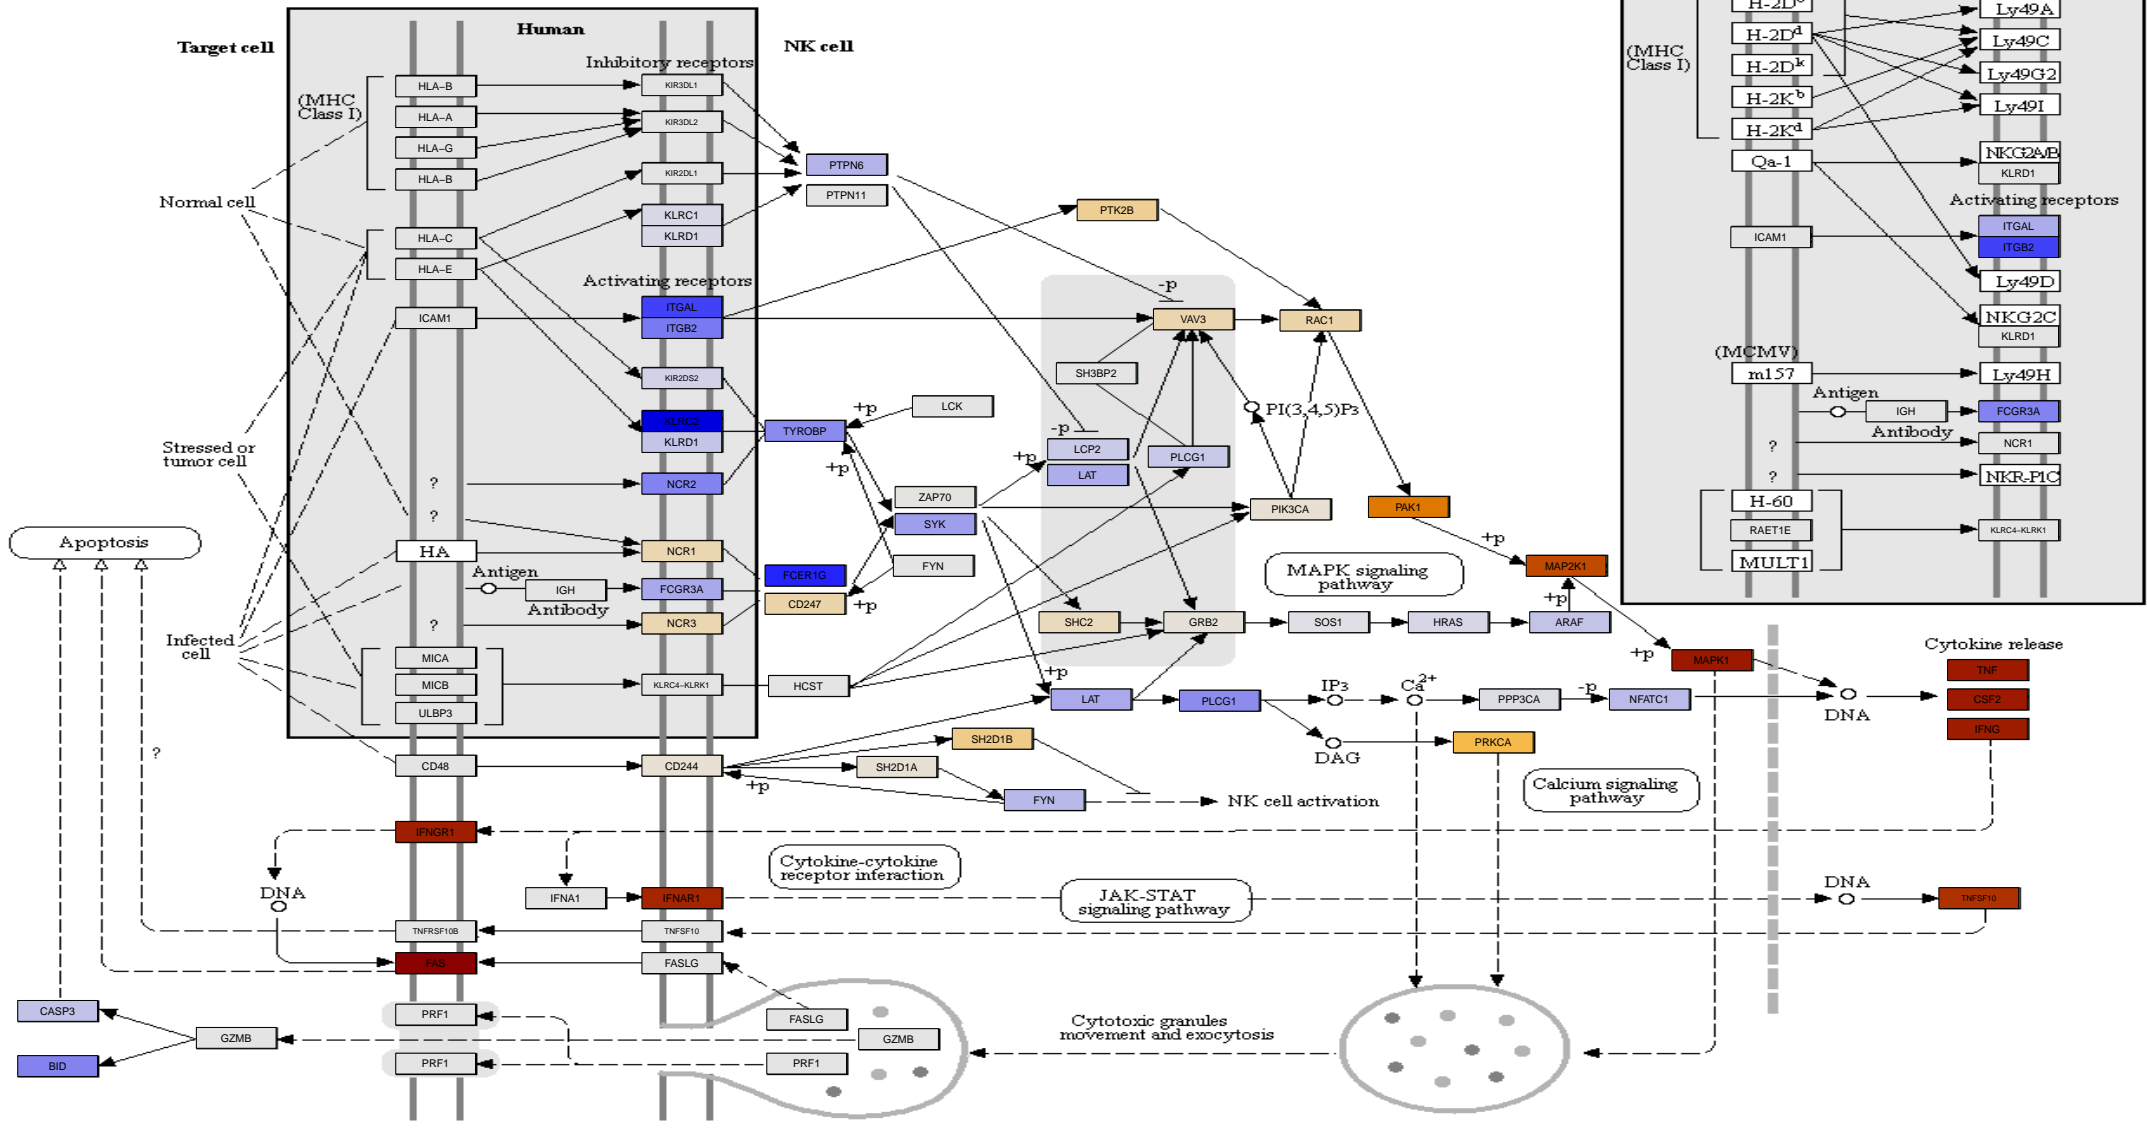 Target cell
Human
NK cell
Inhibitory receptors
(MHC
Class I)
HLA-B
KIR3DL1
HLA-A
KIR3DL2
HLA-G
HLA-B
KIR2DL1
PTPN6
PTPN11
Normal cell
KLRC1
KLRD1
HLA-C
HLA-E
PTK2B
Activating receptors
ICAM1
ITGAL
ITGB2
-p
VAV3
RAC1
SH3BP2
KIR2DS2
LCK
+p
PI(3,4,5)P3
KLRC2
KLRD1
TYROBP
-p
LCP2
LAT
PLCG1
+p
Stressed or
tumor cell
+p
?
NCR2
ZAP70
SYK
PIK3CA
PAK1
?
+p
Apoptosis
HA
NCR1
FYN
MAP2K1
Antigen
IGH
Antibody
FCGR3A
FCER1G
CD247
+p
MAPK signaling
pathway
+p
?
NCR3
SHC2
GRB2
SOS1
HRAS
ARAF
Infected
cell
MICA
MICB
ULBP3
KLRC4-KLRK1
HCST
+p
+p
MAPK1
Cytokine release
TNF
CSF2
IFNG
LAT
PLCG1
IP3
Ca2+
PPP3CA
-p
NFATC1
DNA
?
SH2D1B
DAG
PRKCA
CD48
CD244
SH2D1A
+p
FYN
NK cell activation
Calcium signaling
pathway
IFNGR1
Cytokine-cytokine
receptor interaction
DNA
IFNA1
IFNAR1
JAK-STAT
signaling pathway
DNA
TNFSF10
TNFRSF10B
TNFSF10
FAS
FASLG
CASP3
PRF1
FASLG
GZMB
GZMB
Cytotoxic granules
movement and exocytosis
BID
PRF1
PRF1
Ly49A
H-2Dd
Ly49C
(MHC
Class I)
H-2Dk
Ly49G2
H-2Kb
Ly49I
H-2Kd
Qa-1
NKG2A/B
KLRD1
Activating receptors
ICAM1
ITGAL
ITGB2
Ly49D
NKG2C
KLRD1
(MCMV)
m157
Ly49H
Antigen
IGH
Antibody
FCGR3A
?
NCR1
?
NKR-P1C
H-60
RAET1E
KLRC4-KLRK1
MULT1